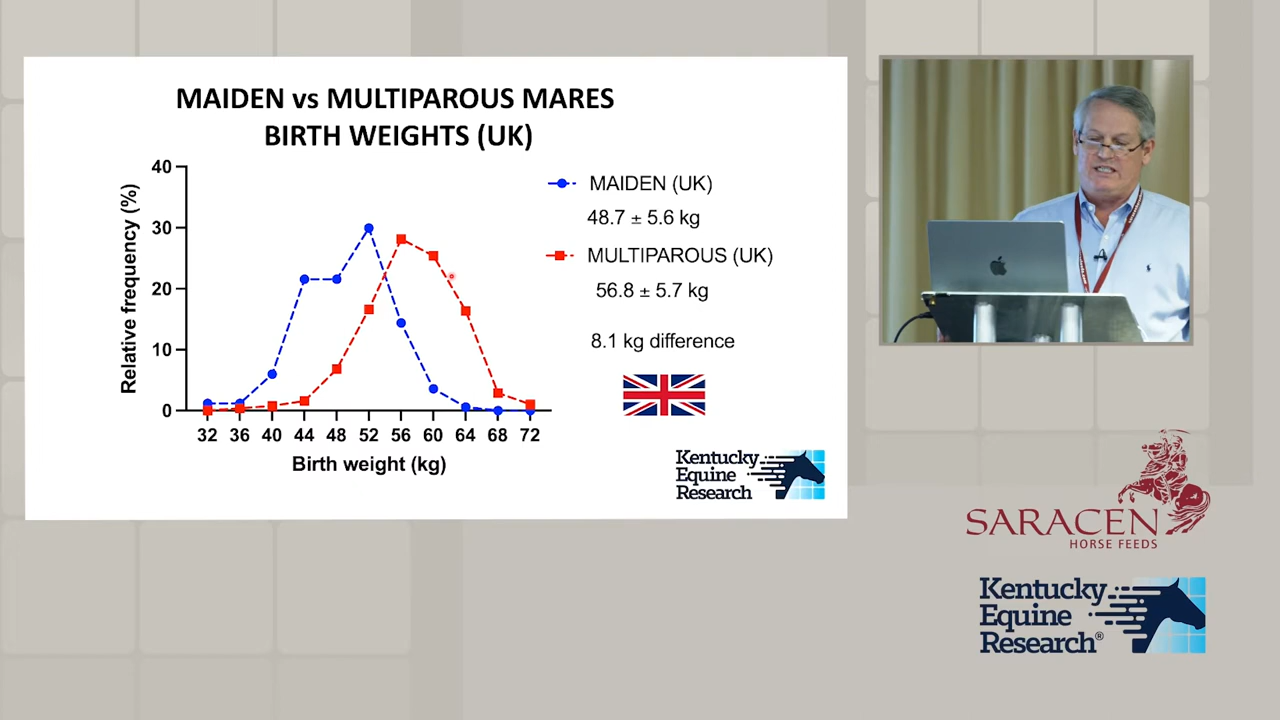 MAIDEN vs MULTIPAROUS MARES
BIRTH WEIGHTS (UK)
40
30
20
10
0
Relative frequency (%)
32 36 40 44 48 52 56 60 64 68 72
Birth weight (kg)
MAIDEN (UK)
48.7 ± 5.6 kg
MULTIPAROUS (UK)
56.8 ± 5.7 kg
8.1 kg difference
Kentucky
Equine
Research
SARACEN
HORSE FEEDS
Kentucky
Equine
Research®